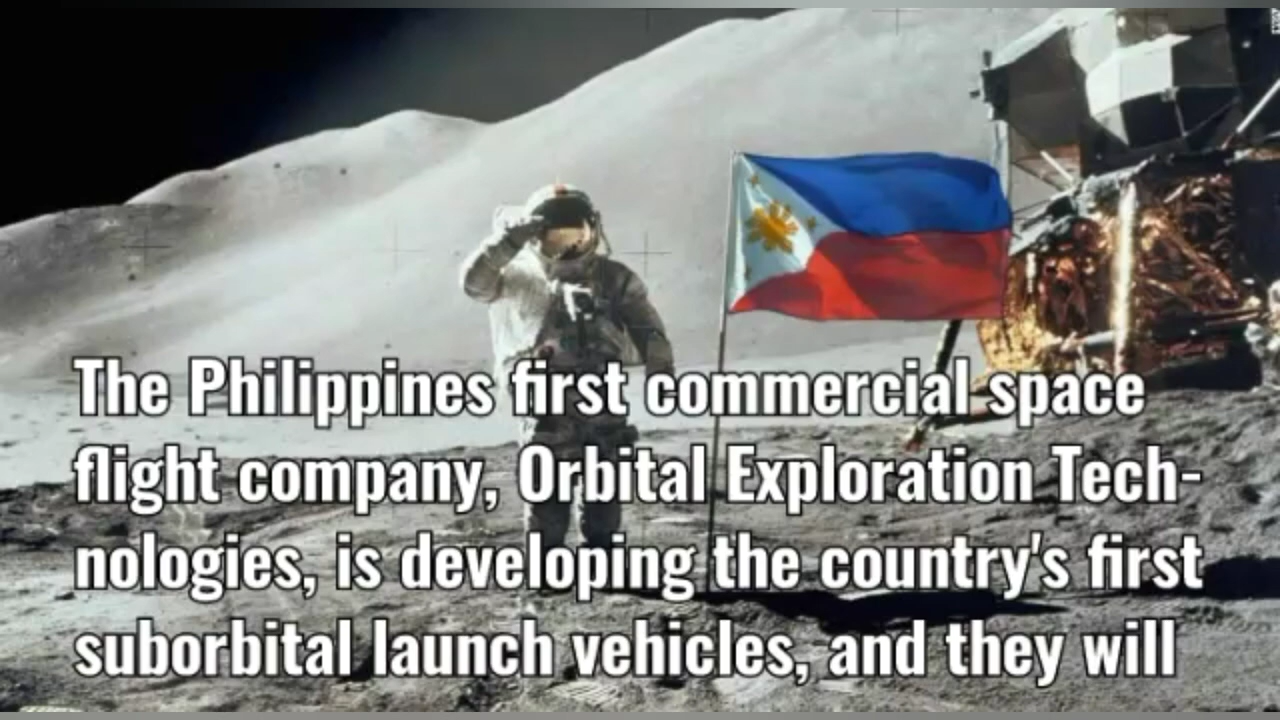 The Philippines first commercial space
flight company, Orbital Exploration Tech-
nologies, is developing the country's first
suborbital launch vehicles, and they will